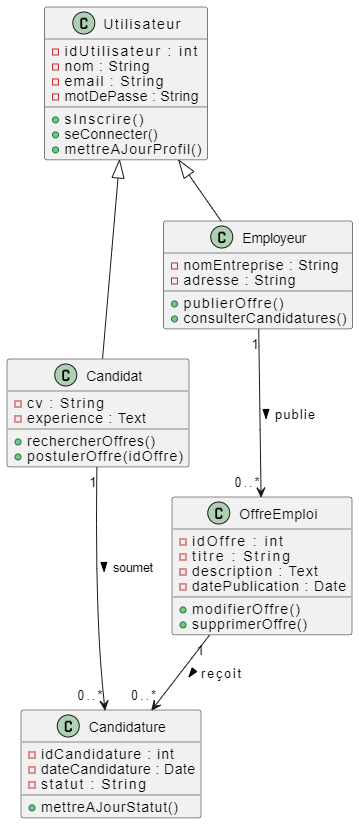 C Utilisateur
idUtilisateur : int
nom : String
email : String
motDePasse : String
sInscrire()
seConnecter()
mettreAJourProfil()
C Employeur
nomEntreprise : String
adresse : String
publierOffre()
consulterCandidatures()
1
C Candidat
cv : String
experience : Text
rechercherOffres()
postulerOffre(idOffre)
publie
1
0..*
C OffreEmploi
idOffre : int
titre : String
description : Text
datePublication : Date
modifierOffre()
supprimerOffre()
soumet
1
reçoit
0..*
0..*
C Candidature
idCandidature : int
dateCandidature : Date
statut : String
mettreAJourStatut()